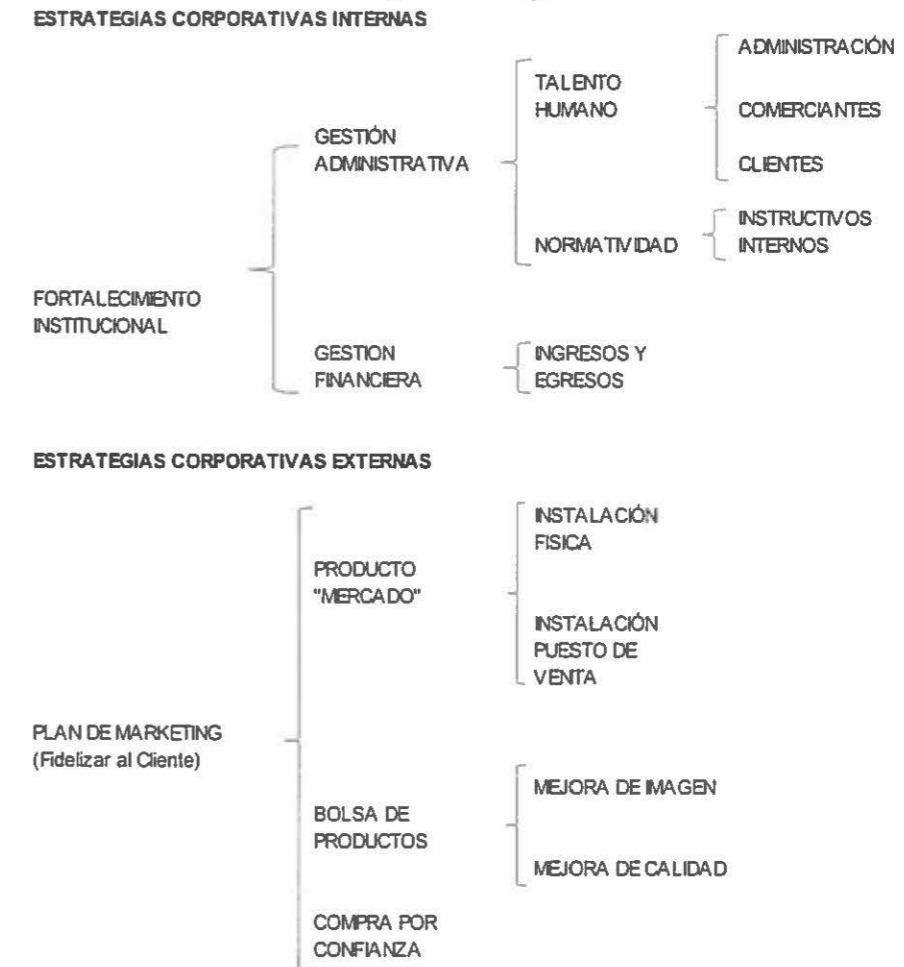 ESTRATEGIAS CORPORATIVAS INTERNAS
FORTALECIMIENTO
INSTITUCIONAL
GESTIÓN
ADMINISTRATIVA
TALENTO
HUMANO
ADMINISTRACIÓN
COMERCIANTES
CLIENTES
NORMATIVIDAD
INSTRUCTIVOS
INTERNOS
GESTION
FINANCIERA
INGRESOS Y
EGRESOS
ESTRATEGIAS CORPORATIVAS EXTERNAS
PLAN DE MARKETING
(Fidelizar al Cliente)
PRODUCTO
"MERCADO"
INSTALACIÓN
FISICA
INSTALACIÓN
PUESTO DE
VENTA
BOLSA DE
PRODUCTOS
MEJORA DE IMAGEN
MEJORA DE CALIDAD
COMPRA POR
CONFIANZA